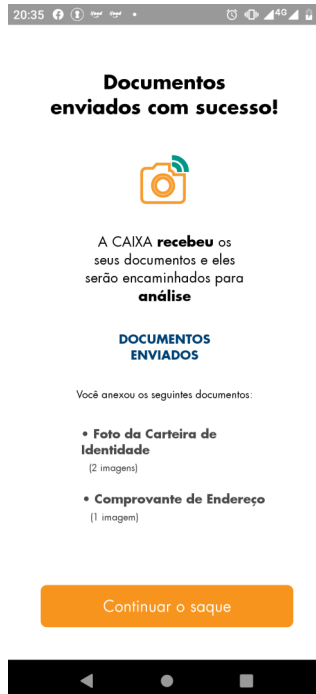 20:35
4G
Documentos
enviados com sucesso!
A CAIXA recebeu os
seus documentos e eles
serão encaminhados para
análise
DOCUMENTOS
ENVIADOS
Você anexou os seguintes documentos:
• Foto da Carteira de
Identidade
(2 imagens)
• Comprovante de Endereço
(1 imagem)
Continuar o saque